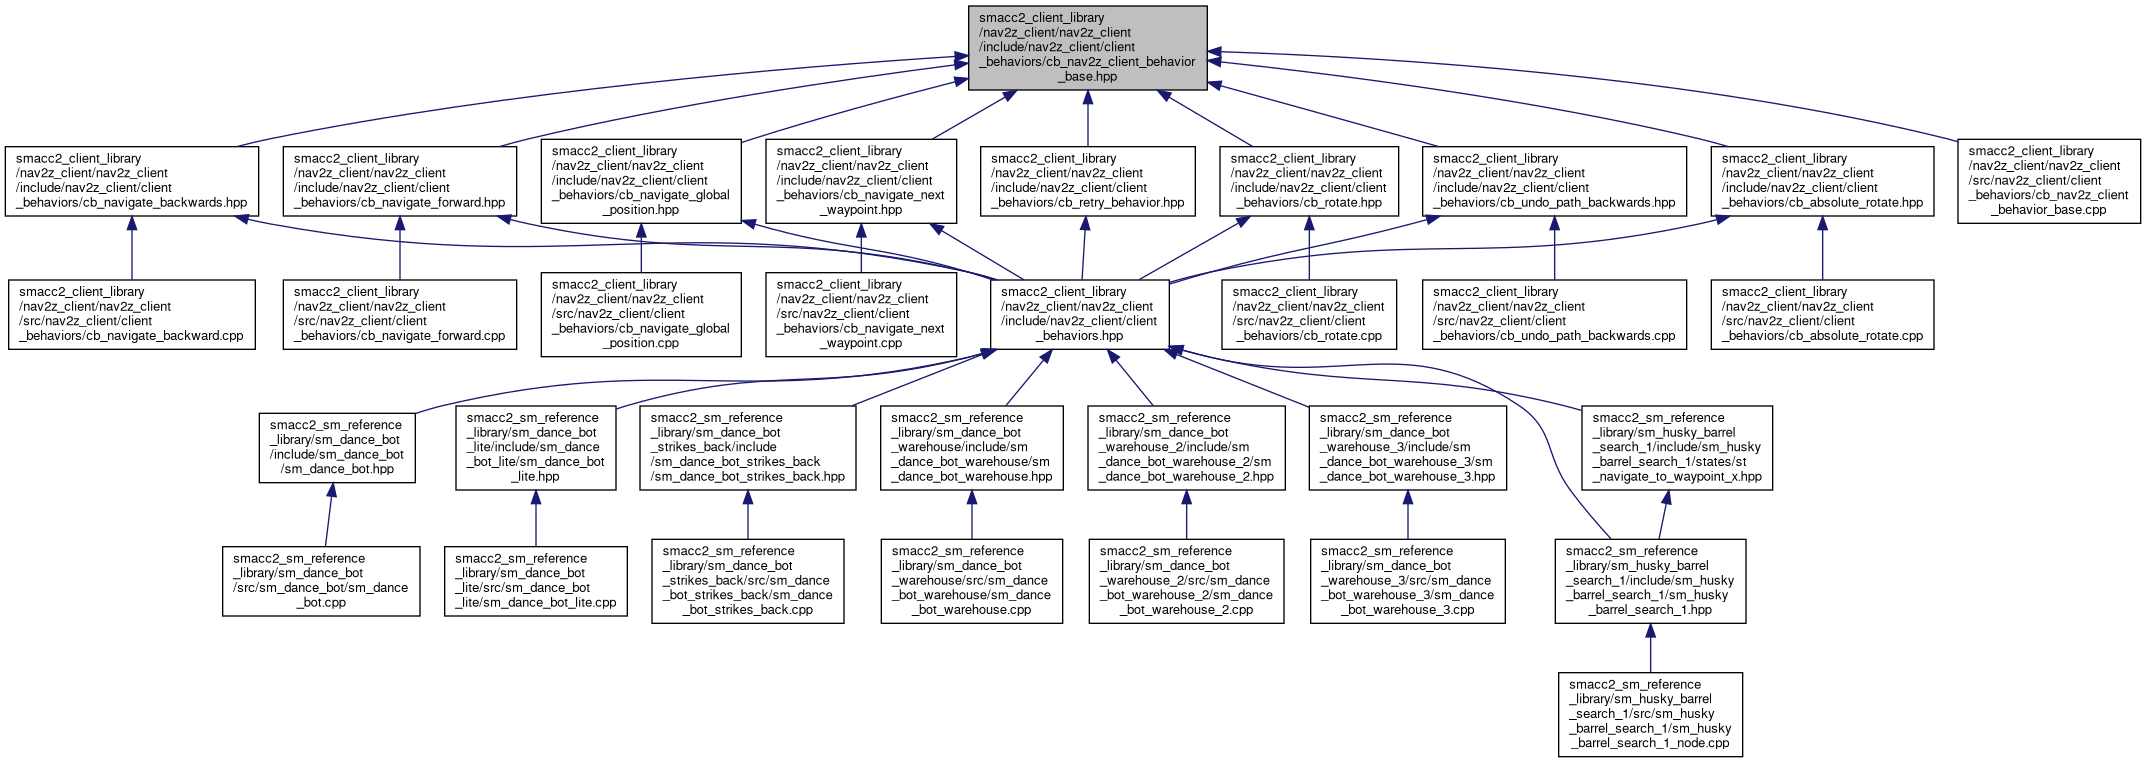 smacc2_client_library
/nav2z_client/nav2z_client
/include/nav2z_client/client
_behaviors/cb_nav2z_client_behavior
_base.hpp
smacc2_client_library
/nav2z_client/nav2z_client
/include/nav2z_client/client
_behaviors/cb_navigate_backwards.hpp
smacc2_client_library
/nav2z_client/nav2z_client
/include/nav2z_client/client
_behaviors/cb_navigate_forward.hpp
smacc2_client_library
/nav2z_client/nav2z_client
/include/nav2z_client/client
_behaviors/cb_navigate_global
_position.hpp
smacc2_client_library
/nav2z_client/nav2z_client
/include/nav2z_client/client
_behaviors/cb_navigate_next
_waypoint.hpp
smacc2_client_library
/nav2z_client/nav2z_client
/include/nav2z_client/client
_behaviors/cb_retry_behavior.hpp
smacc2_client_library
/nav2z_client/nav2z_client
/include/nav2z_client/client
_behaviors/cb_rotate.hpp
smacc2_client_library
/nav2z_client/nav2z_client
/include/nav2z_client/client
_behaviors/cb_undo_path_backwards.hpp
smacc2_client_library
/nav2z_client/nav2z_client
/include/nav2z_client/client
_behaviors/cb_absolute_rotate.hpp
smacc2_client_library
/nav2z_client/nav2z_client
/src/nav2z_client/client
_behaviors/cb_nav2z_client
_behavior_base.cpp
smacc2_client_library
/nav2z_client/nav2z_client
/src/nav2z_client/client
_behaviors/cb_navigate_backward.cpp
smacc2_client_library
/nav2z_client/nav2z_client
/src/nav2z_client/client
_behaviors/cb_navigate_forward.cpp
smacc2_client_library
/nav2z_client/nav2z_client
/src/nav2z_client/client
_behaviors/cb_navigate_global
_position.cpp
smacc2_client_library
/nav2z_client/nav2z_client
/src/nav2z_client/client
_behaviors/cb_navigate_next
_waypoint.cpp
smacc2_client_library
/nav2z_client/nav2z_client
/include/nav2z_client/client
_behaviors.hpp
smacc2_client_library
/nav2z_client/nav2z_client
/src/nav2z_client/client
_behaviors/cb_rotate.cpp
smacc2_client_library
/nav2z_client/nav2z_client
/src/nav2z_client/client
_behaviors/cb_undo_path_backwards.cpp
smacc2_client_library
/nav2z_client/nav2z_client
/src/nav2z_client/client
_behaviors/cb_absolute_rotate.cpp
smacc2_sm_reference
_library/sm_dance_bot
/include/sm_dance_bot
/sm_dance_bot.hpp
smacc2_sm_reference
_library/sm_dance_bot
_lite/include/sm_dance
_bot_lite/sm_dance_bot
_lite.hpp
smacc2_sm_reference
_library/sm_dance_bot
_strikes_back/include
/sm_dance_bot_strikes_back
/sm_dance_bot_strikes_back.hpp
smacc2_sm_reference
_library/sm_dance_bot
_warehouse/include/sm
_dance_bot_warehouse/sm
_dance_bot_warehouse.hpp
smacc2_sm_reference
_library/sm_dance_bot
_warehouse_2/include/sm
_dance_bot_warehouse_2/sm
_dance_bot_warehouse_2.hpp
smacc2_sm_reference
_library/sm_dance_bot
_warehouse_3/include/sm
_dance_bot_warehouse_3/sm
_dance_bot_warehouse_3.hpp
smacc2_sm_reference
_library/sm_husky_barrel
_search_1/include/sm_husky
_barrel_search_1/states/st
_navigate_to_waypoint_x.hpp
smacc2_sm_reference
_library/sm_dance_bot
/src/sm_dance_bot/sm_dance
_bot.cpp
smacc2_sm_reference
_library/sm_dance_bot
_lite/src/sm_dance_bot
_lite/sm_dance_bot_lite.cpp
smacc2_sm_reference
_library/sm_dance_bot
_strikes_back/src/sm_dance
_bot_strikes_back/sm_dance
_bot_strikes_back.cpp
smacc2_sm_reference
_library/sm_dance_bot
_warehouse/src/sm_dance
_bot_warehouse/sm_dance
_bot_warehouse.cpp
smacc2_sm_reference
_library/sm_dance_bot
_warehouse_2/src/sm_dance
_bot_warehouse_2/sm_dance
_bot_warehouse_2.cpp
smacc2_sm_reference
_library/sm_dance_bot
_warehouse_3/src/sm_dance
_bot_warehouse_3/sm_dance
_bot_warehouse_3.cpp
smacc2_sm_reference
_library/sm_husky_barrel
_search_1/include/sm_husky
_barrel_search_1/sm_husky
_barrel_search_1.hpp
smacc2_sm_reference
_library/sm_husky_barrel
_search_1/src/sm_husky
_barrel_search_1/sm_husky
_barrel_search_1_node.cpp